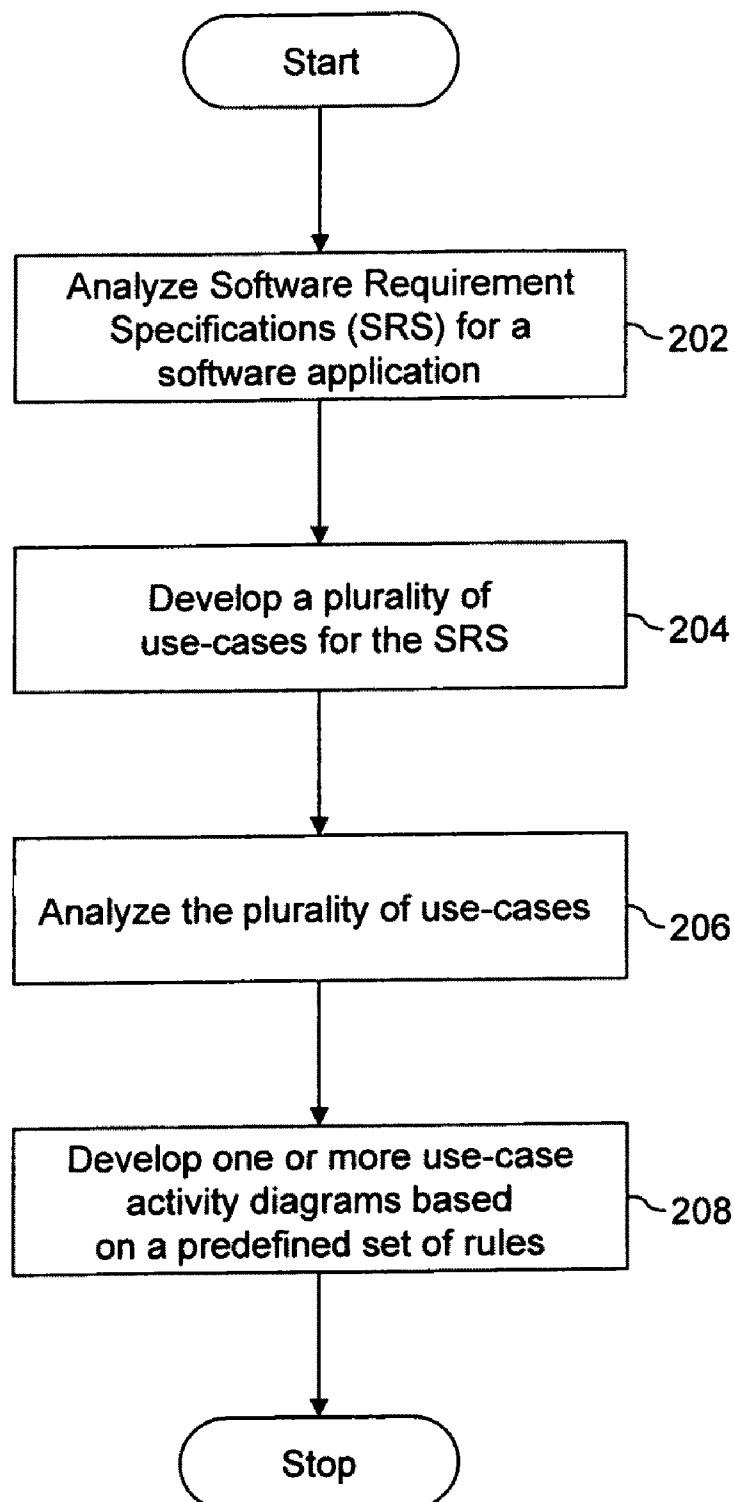 Start
Analyze Software Requirement
Specifications (SRS) for a
software application
202
Develop a plurality of
use-cases for the SRS
204
Analyze the plurality of use-cases
206
Develop one or more use-case
activity diagrams based
on a predefined set of rules
208
Stop